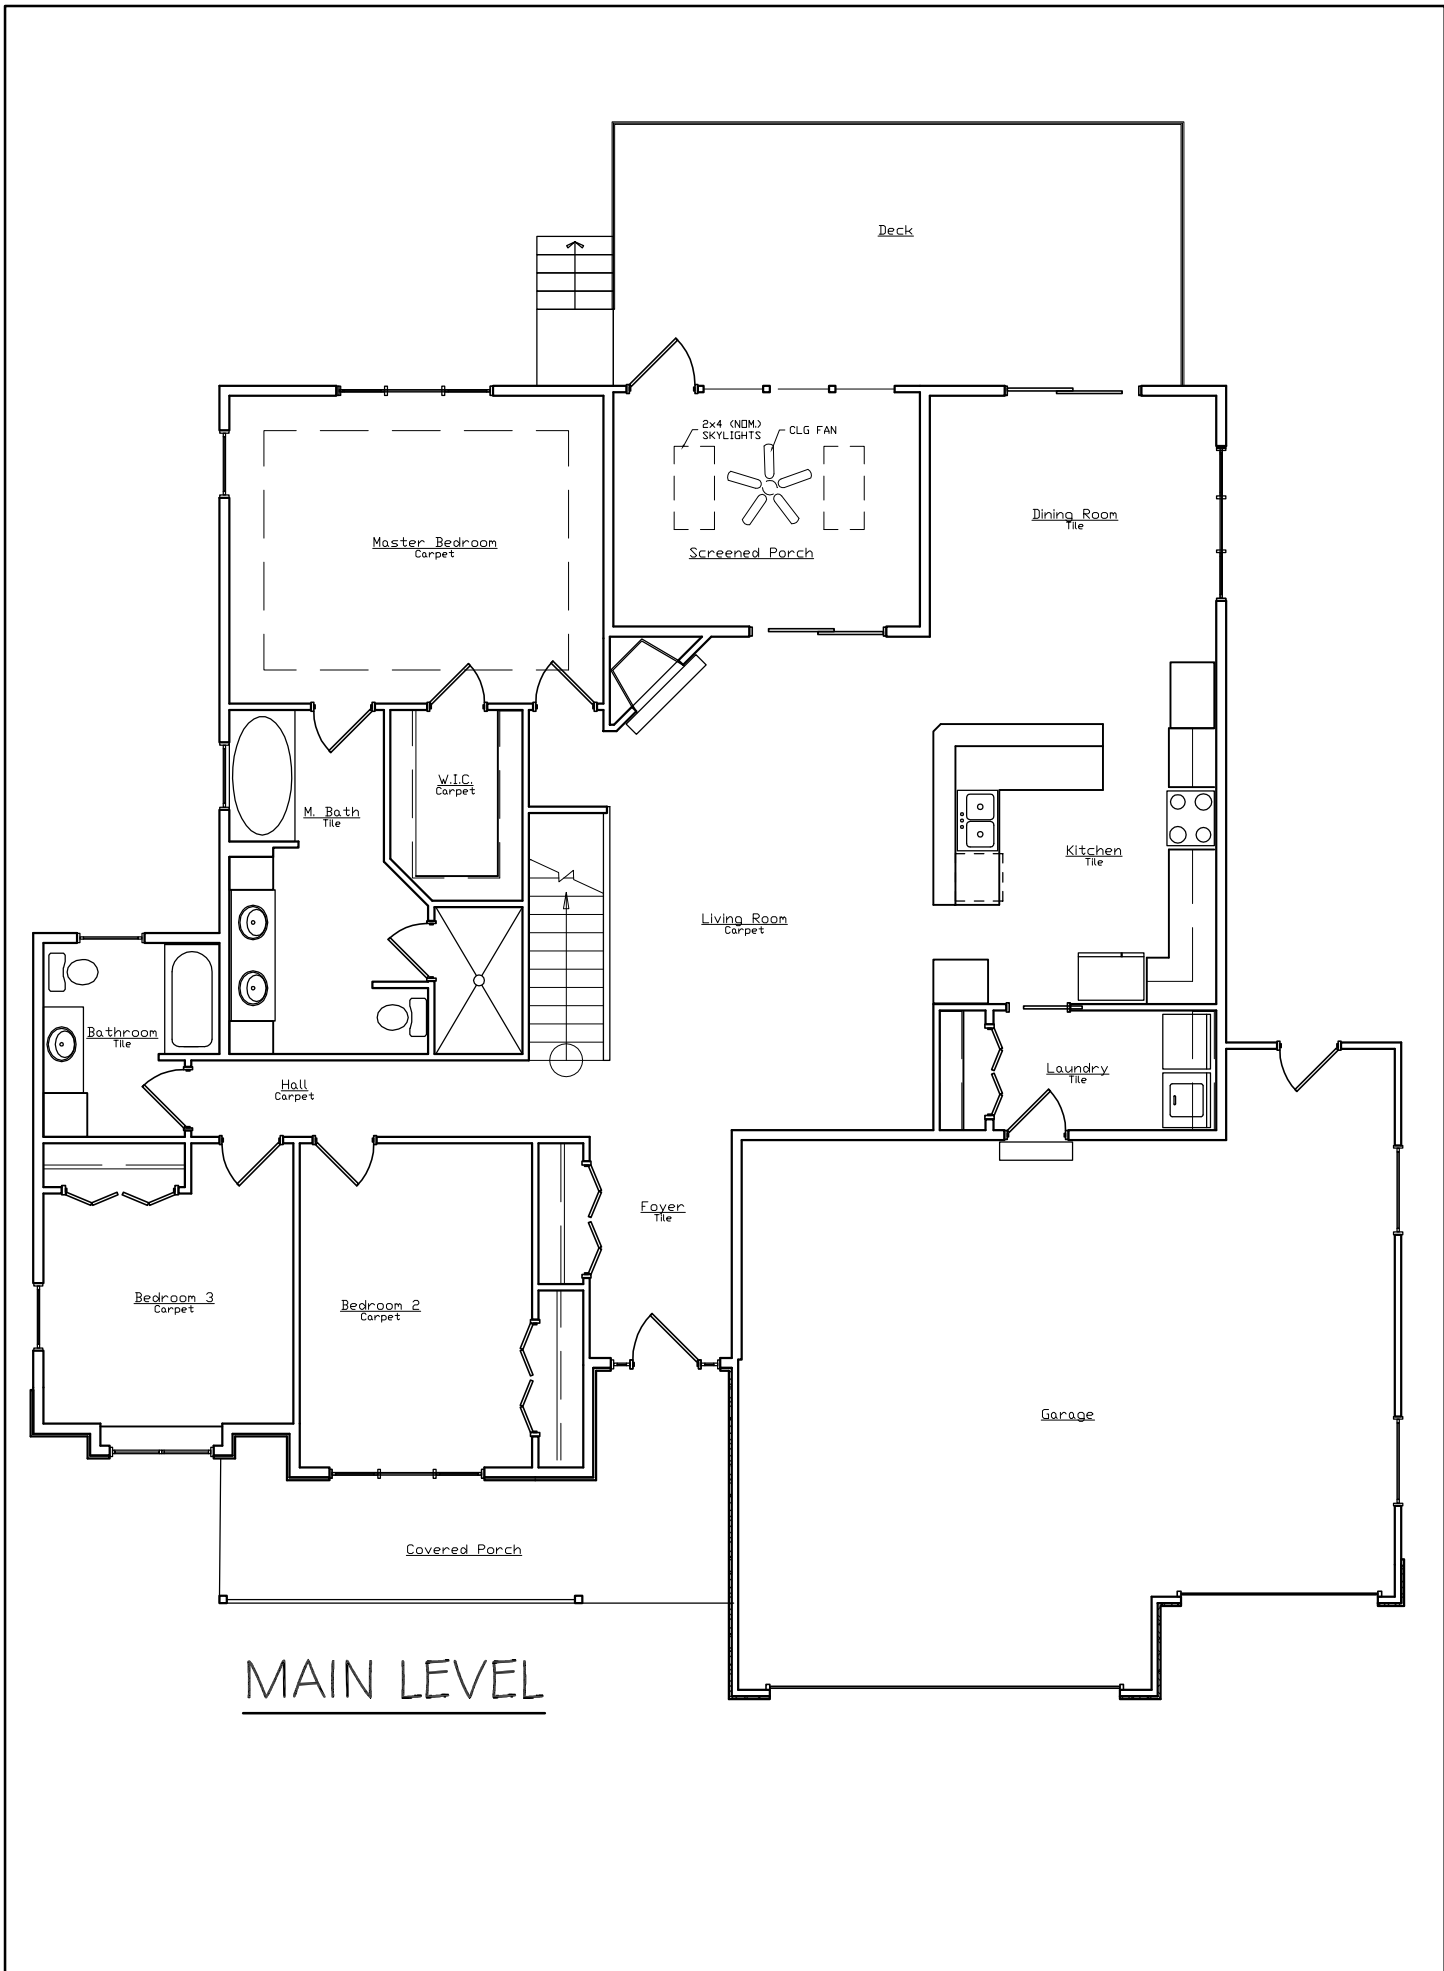 Deck
2x4 (NOM.)
SKYLIGHTS
CLG FAN
Dining Room
Tile
Master Bedroom
Carpet
Screened Porch
W.I.C.
Carpet
M. Bath
Tile
Kitchen
Tile
Living Room
Carpet
Bathroom
Tile
Hall
Carpet
Laundry
Tile
Foyer
Tile
Bedroom 3
Carpet
Bedroom 2
Carpet
Garage
Covered Porch
MAIN LEVEL